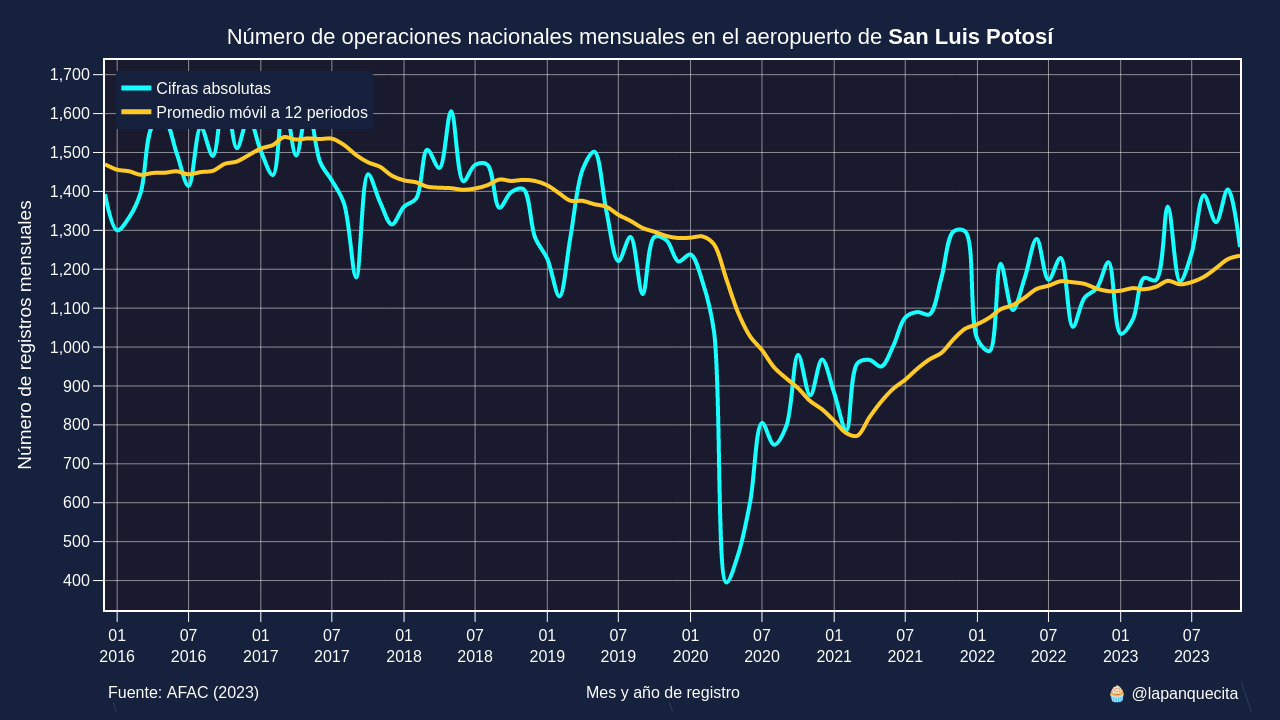 Número de operaciones nacionales mensuales en el aeropuerto de San Luis Potosí
Cifras absolutas
Promedio móvil a 12 periodos
Número de registros mensuales
1,700
1,600
1,500
1,400
1,300
1,200
1,100
1,000
900
800
700
600
500
400
01 07 01 07 01 07 01 07 01 07 01 07 01 07 01 07
2016 2016 2017 2017 2018 2018 2019 2019 2020 2020 2021 2021 2022 2022 2023 2023
Fuente: AFAC (2023) Mes y año de registro 🧁 @lapanquecita